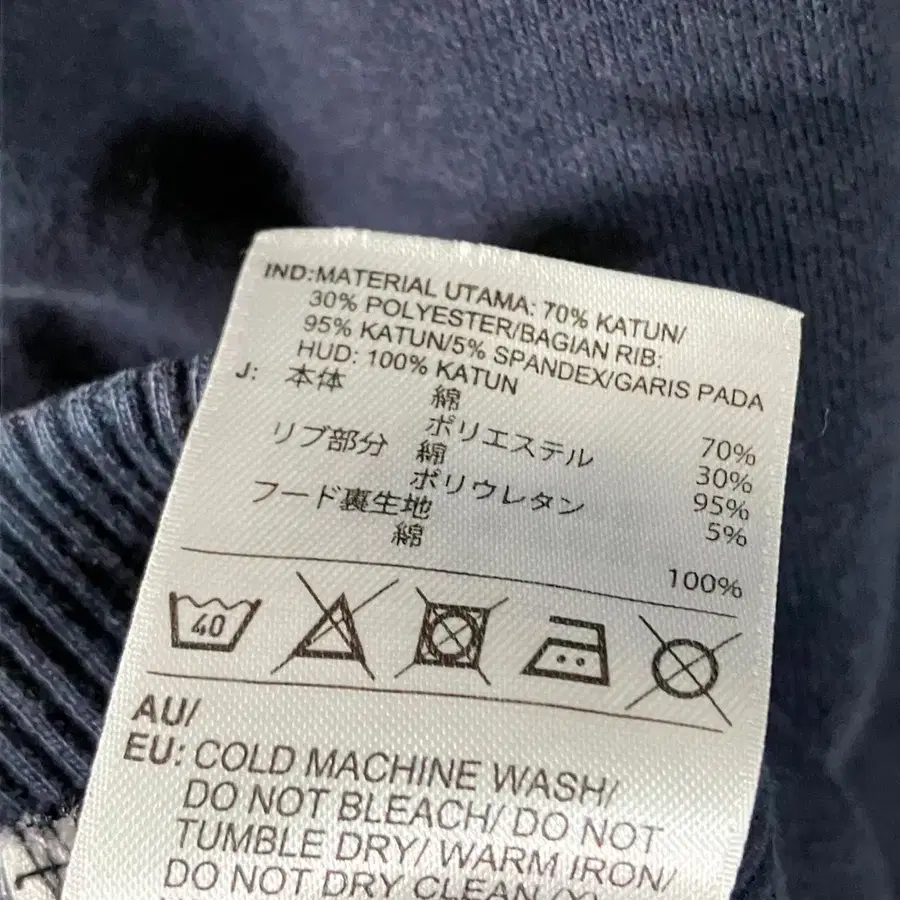 IND:MATERIAL UTAMA: 70% KATUN/
30% POLYESTER/BAGIAN RIB:
95% KATUN/5% SPANDEX/GARIS PADA
HUD: 100% KATUN
J: 本体
綿 70%
ポリエステル 30%
リブ部分 綿 95%
ポリウレタン 5%
フード裏生地
綿 100%
40
AU/
EU: COLD MACHINE WASH/
DO NOT BLEACH/ DO NOT
TUMBLE DRY/ WARM IRON/
DO NOT DRY CLEAN